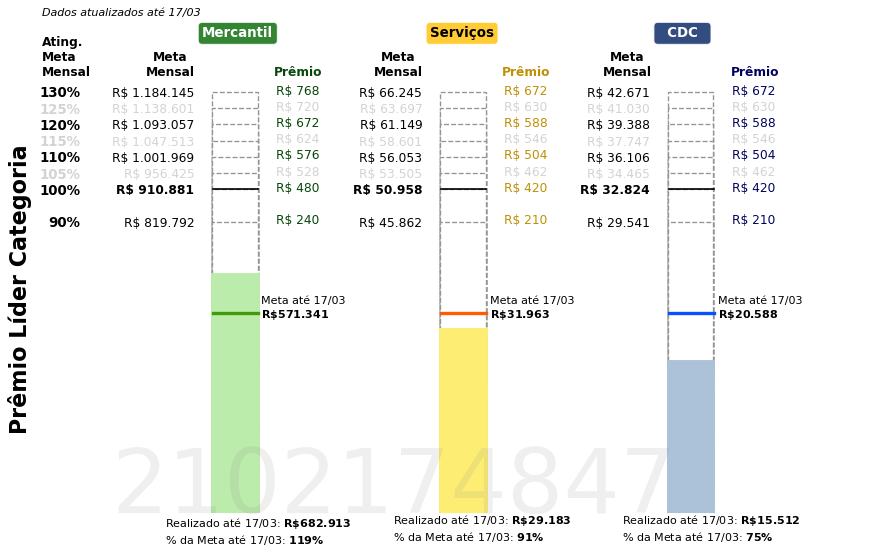 Dados atualizados até 17/03
Mercantil Serviços CDC
Ating. Meta Mensal Meta Mensal Prêmio Meta Mensal Prêmio Meta Mensal Prêmio
130% R$ 1.184.145 R$ 768 R$ 66.245 R$ 672 R$ 42.671 R$ 672
125% R$ 1.138.601 R$ 720 R$ 63.697 R$ 630 R$ 41.030 R$ 630
120% R$ 1.093.057 R$ 672 R$ 61.149 R$ 588 R$ 39.388 R$ 588
115% R$ 1.047.513 R$ 624 R$ 58.601 R$ 546 R$ 37.747 R$ 546
110% R$ 1.001.969 R$ 576 R$ 56.053 R$ 504 R$ 36.106 R$ 504
105% R$ 956.425 R$ 528 R$ 53.505 R$ 462 R$ 34.465 R$ 462
100% R$ 910.881 R$ 480 R$ 50.958 R$ 420 R$ 32.824 R$ 420
90% R$ 819.792 R$ 240 R$ 45.862 R$ 210 R$ 29.541 R$ 210
Prêmio Líder Categoria
Meta até 17/03 Meta até 17/03 Meta até 17/03
R$571.341 R$31.963 R$20.588
2102174847
Realizado até 17/03: R$682.913 Realizado até 17/03: R$29.183 Realizado até 17/03: R$15.512
% da Meta até 17/03: 119% % da Meta até 17/03: 91% % da Meta até 17/03: 75%